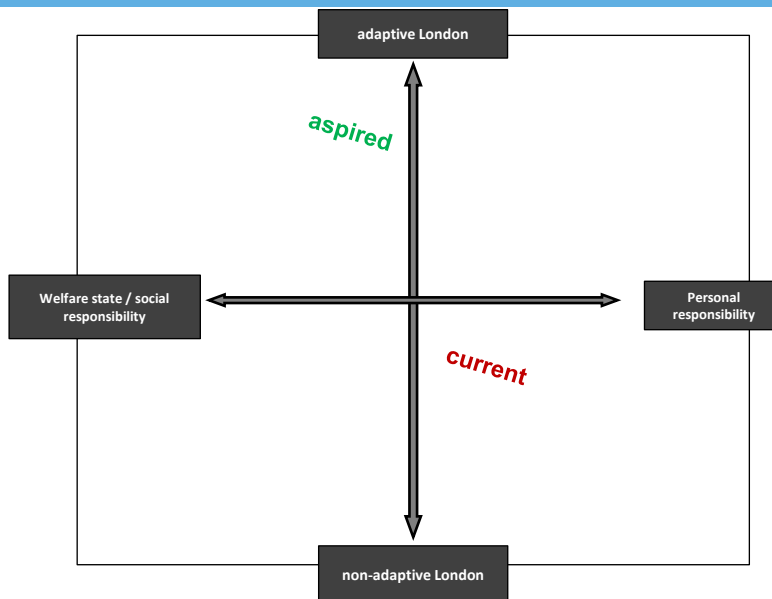 adaptive London
aspired
Welfare state / social
responsibility
Personal
responsibility
current
non-adaptive London